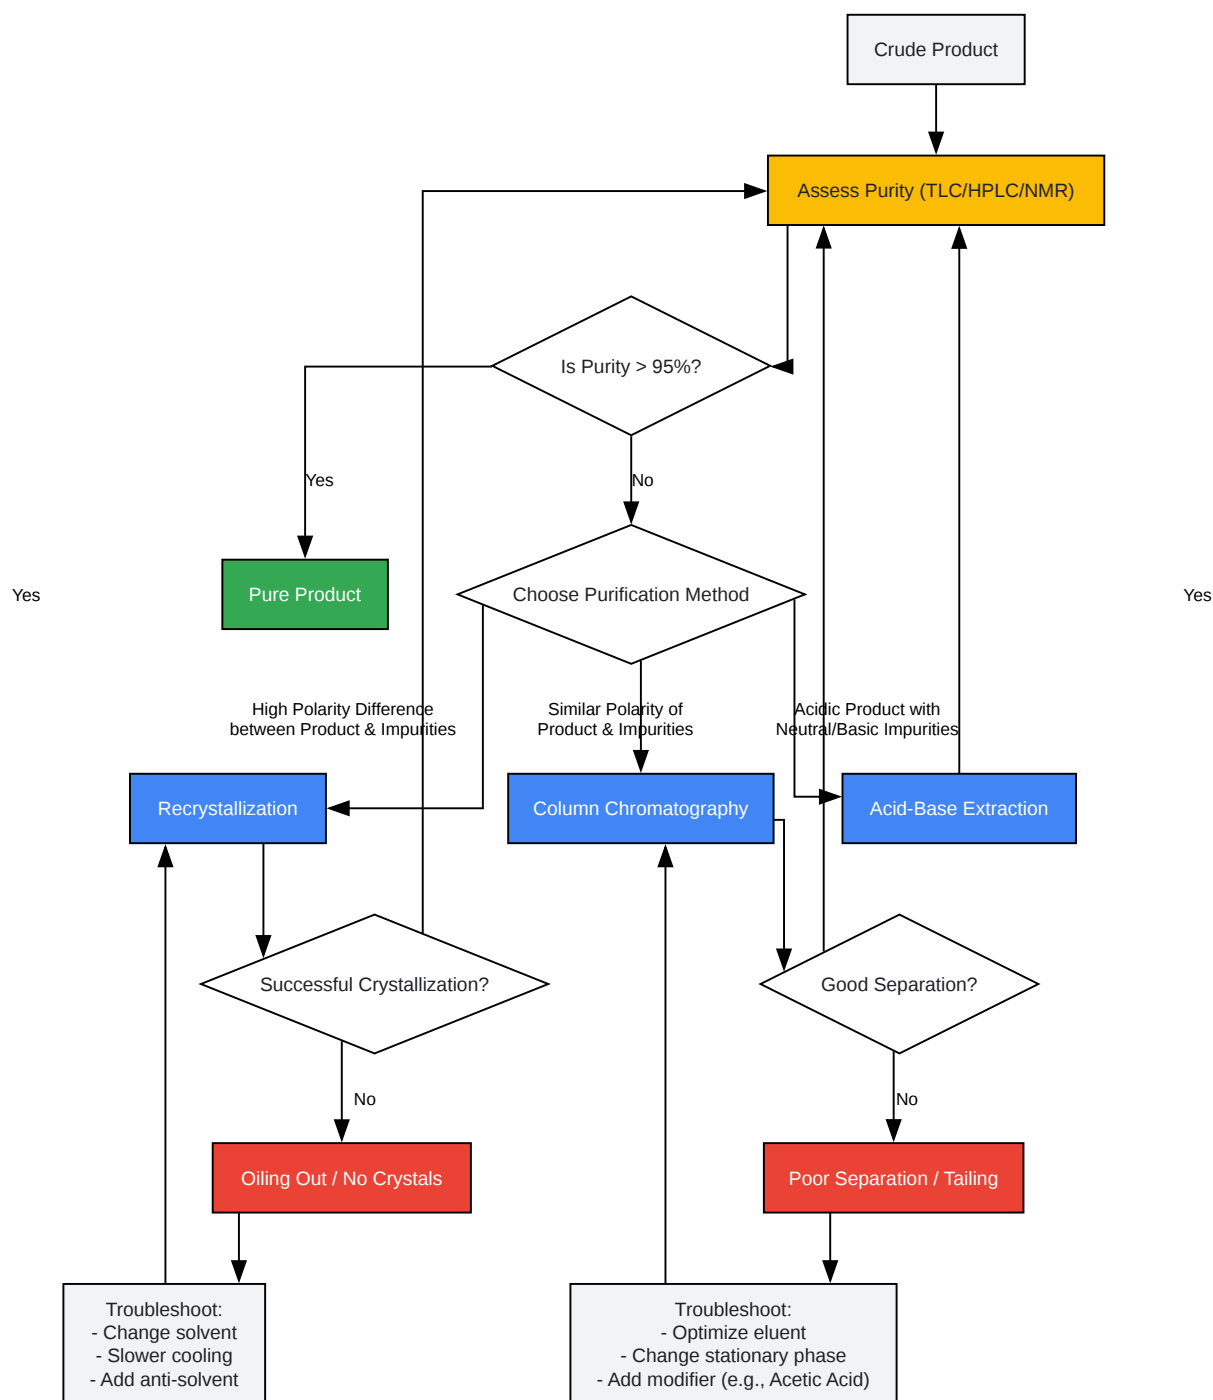 Crude Product
Assess Purity (TLC/HPLC/NMR)
Is Purity > 95%?
Yes
No
Pure Product
Choose Purification Method
Yes
Yes
High Polarity Difference
between Product & Impurities
Similar Polarity of
Product & Impurities
Acidic Product with
Neutral/Basic Impurities
Recrystallization
Column Chromatography
Acid-Base Extraction
Successful Crystallization?
Good Separation?
No
No
Oiling Out / No Crystals
Poor Separation / Tailing
Troubleshoot:
- Change solvent
- Slower cooling
- Add anti-solvent
Troubleshoot:
- Optimize eluent
- Change stationary phase
- Add modifier (e.g., Acetic Acid)